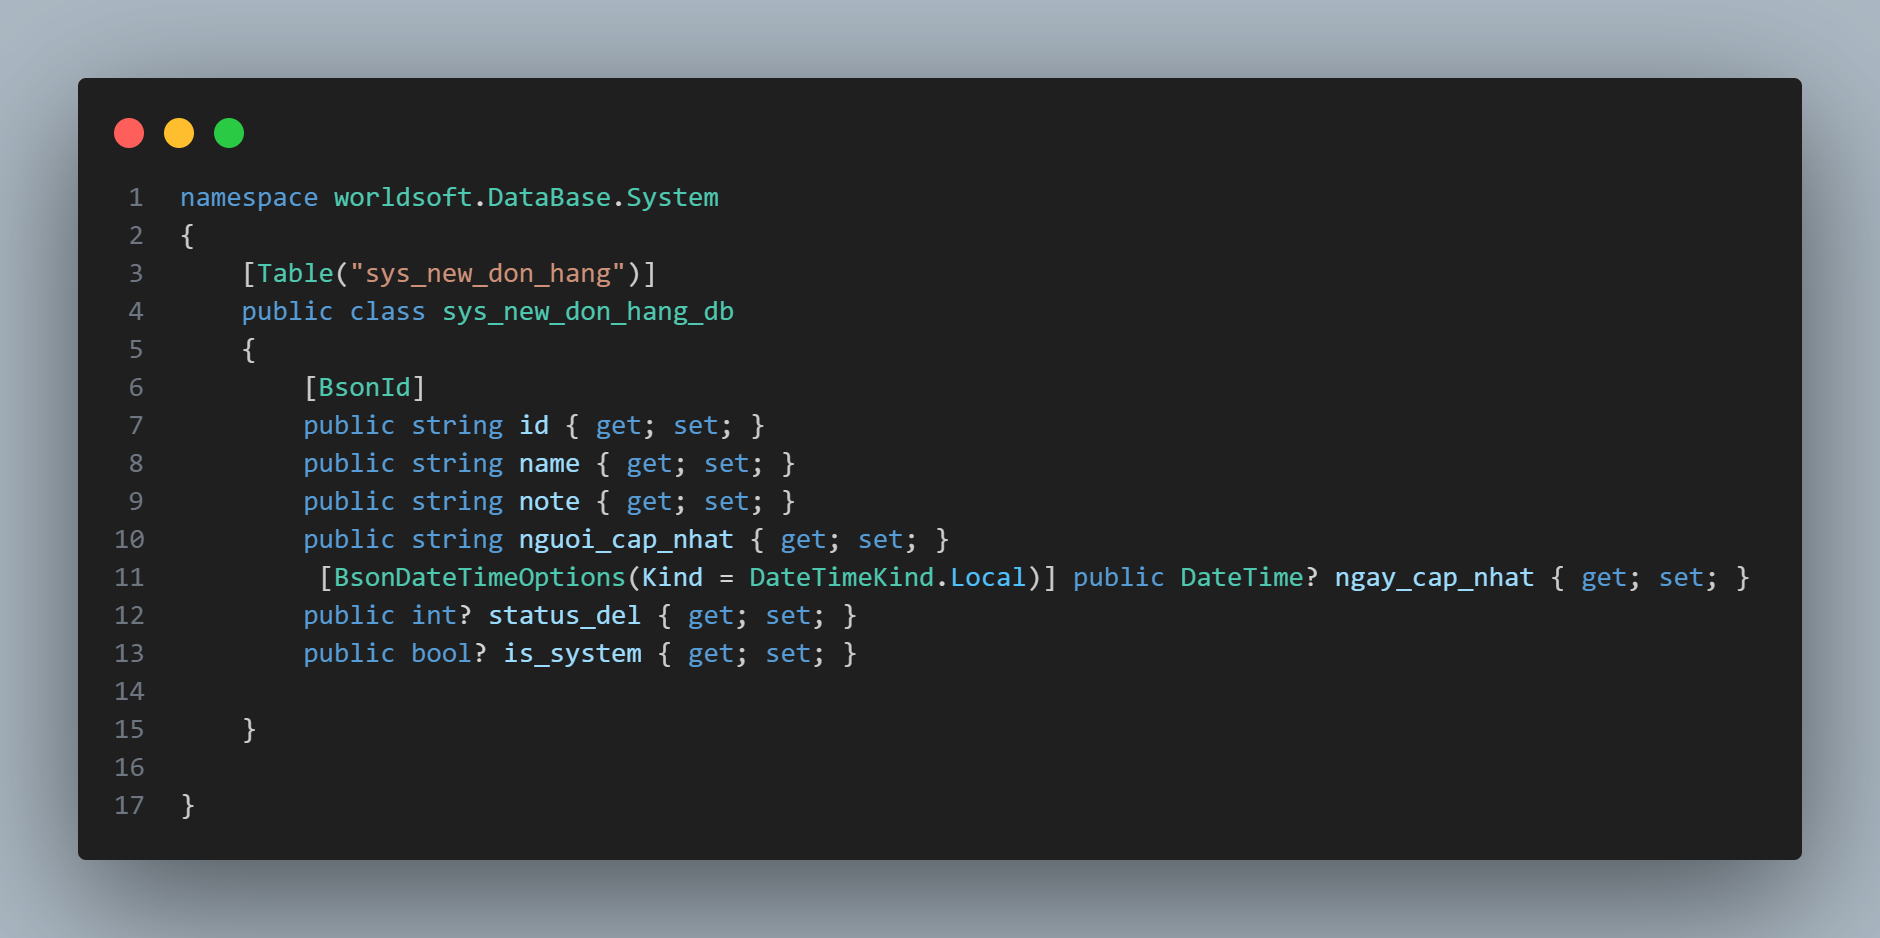 1 namespace worldsoft.DataBase.System
2 {
3     [Table("sys_new_don_hang")]
4     public class sys_new_don_hang_db
5     {
6         [BsonId]
7         public string id { get; set; }
8         public string name { get; set; }
9         public string note { get; set; }
10         public string nguoi_cap_nhat { get; set; }
11          [BsonDateTimeOptions(Kind = DateTimeKind.Local)] public DateTime? ngay_cap_nhat { get; set; }
12         public int? status_del { get; set; }
13         public bool? is_system { get; set; }
14
15     }
16
17 }